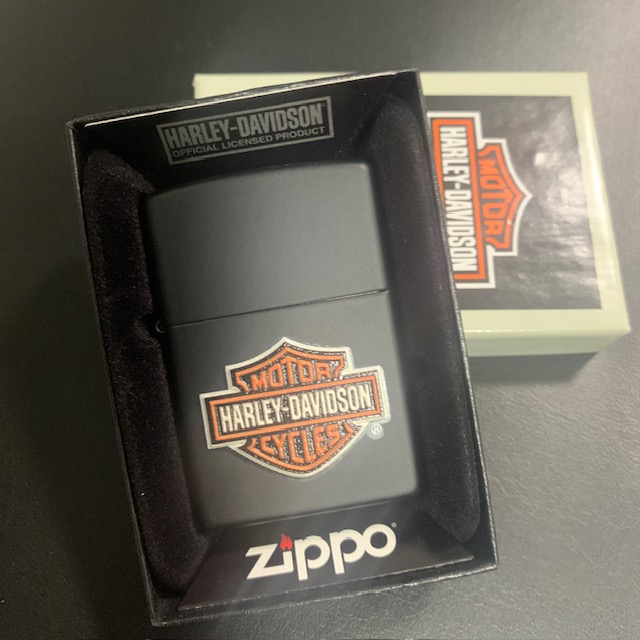 HARLEY-DAVIDSON
OFFICIAL LICENSED PRODUCT
MOTOR
HARLEY-DAVIDSON
CYCLES
®
zippo®
MOTOR
HARLEY-DAVIDSON